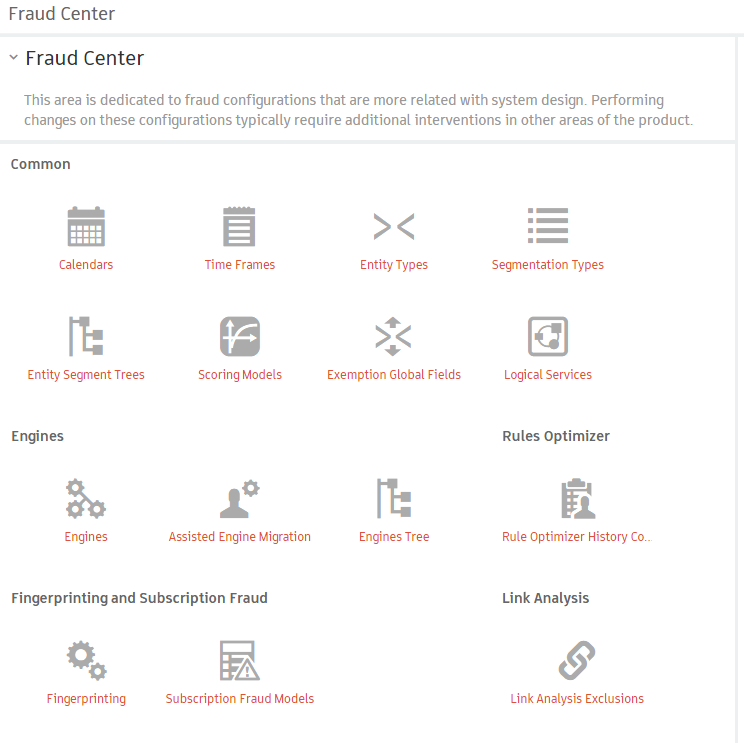 Fraud Center
Fraud Center
This area is dedicated to fraud configurations that are more related with system design. Performing
changes on these configurations typically require additional interventions in other areas of the product.
Common
Calendars
Time Frames
Entity Types
Segmentation Types
Entity Segment Trees
Scoring Models
Exemption Global Fields
Logical Services
Engines
Rules Optimizer
Engines
Assisted Engine Migration
Engines Tree
Rule Optimizer History Co..
Fingerprinting and Subscription Fraud
Link Analysis
Fingerprinting
Subscription Fraud Models
Link Analysis Exclusions